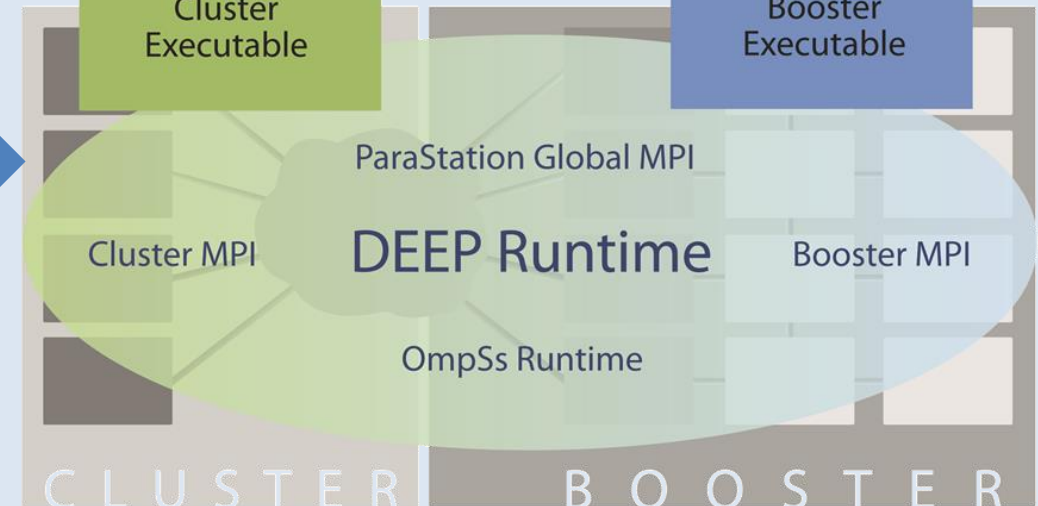 Cluster
Executable
Booster
Executable
ParaStation Global MPI
Cluster MPI
DEEP Runtime
Booster MPI
OmpSs Runtime
CLUSTER
BOOSTER